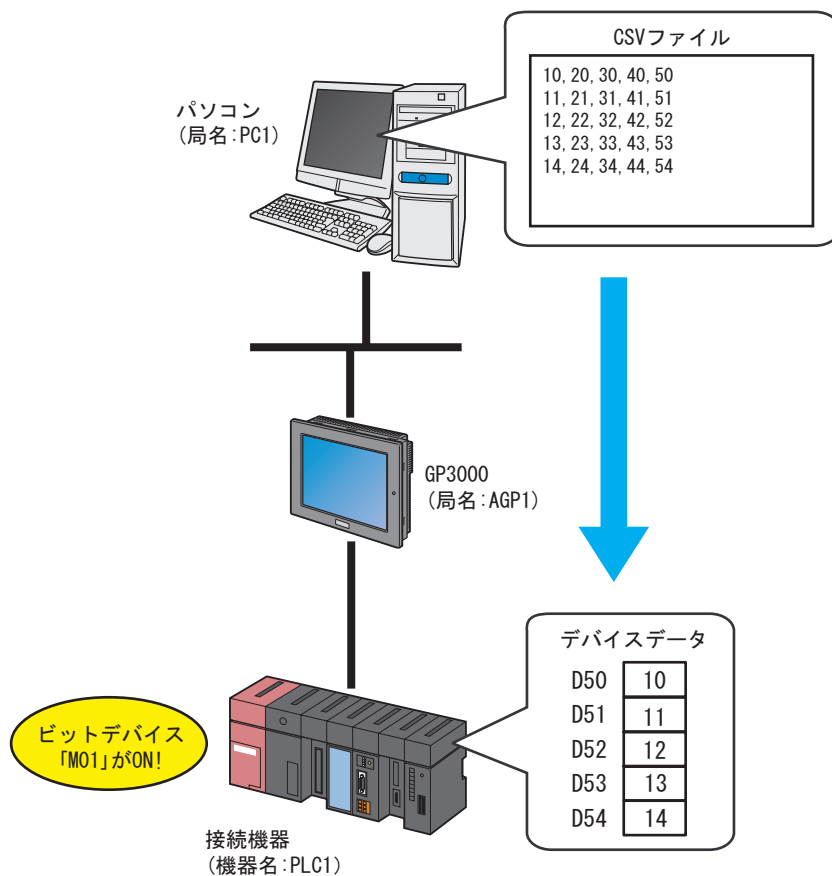 CSVファイル
10, 20, 30, 40, 50
11, 21, 31, 41, 51
12, 22, 32, 42, 52
13, 23, 33, 43, 53
14, 24, 34, 44, 54
パソコン
(局名:PC1)
GP3000
(局名:AGP1)
デバイスデータ
D50 10
D51 11
D52 12
D53 13
D54 14
ビットデバイス
「M01」がON!
接続機器
(機器名:PLC1)